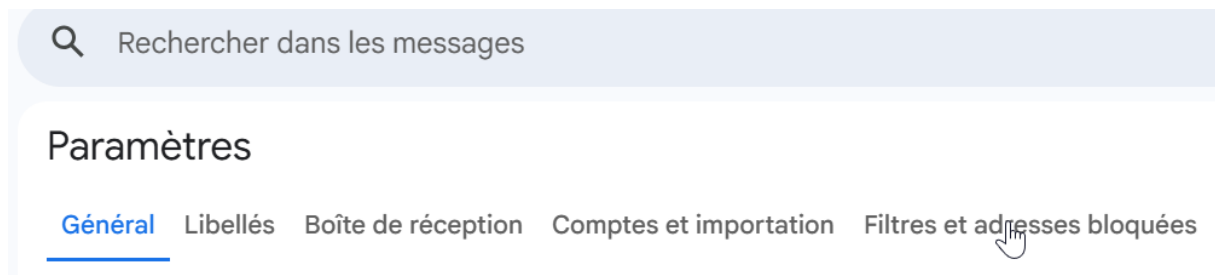 Rechercher dans les messages
Paramètres
Général Libellés Boîte de réception Comptes et importation Filtres et adresses bloquées